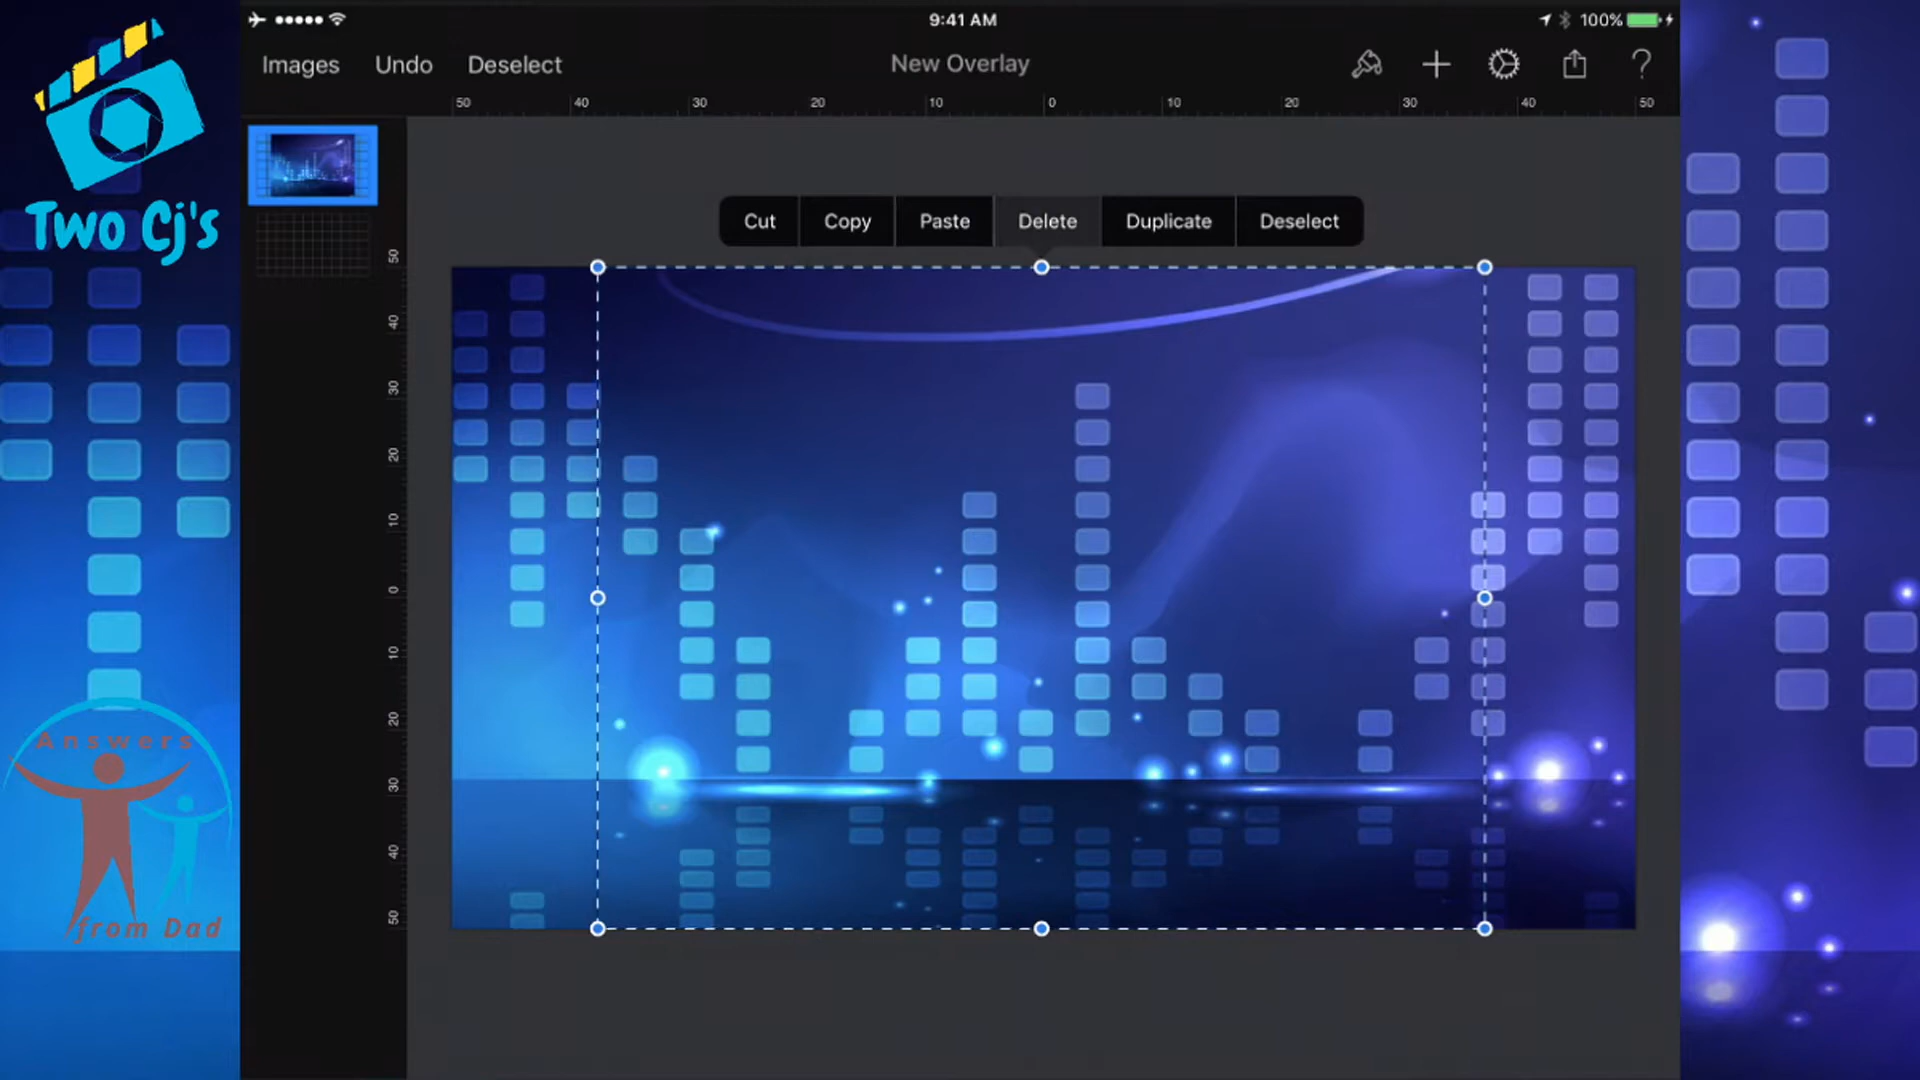 9:41 AM
100%
Images Undo Deselect New Overlay ?
50 40 30 20 10 0 10 20 30 40 50
Cut Copy Paste Delete Duplicate Deselect
50
40
30
20
10
0
10
20
30
40
50
Two Cj's
Answers
from Dad